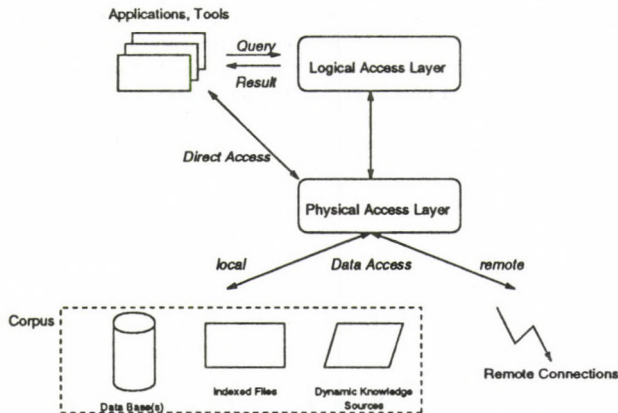 Applications, Tools
Query
Result
Logical Access Layer
Direct Access
Physical Access Layer
local
Data Access
remote
Corpus
Data Base(s)
Indexed Files
Dynamic Knowledge
Sources
Remote Connections